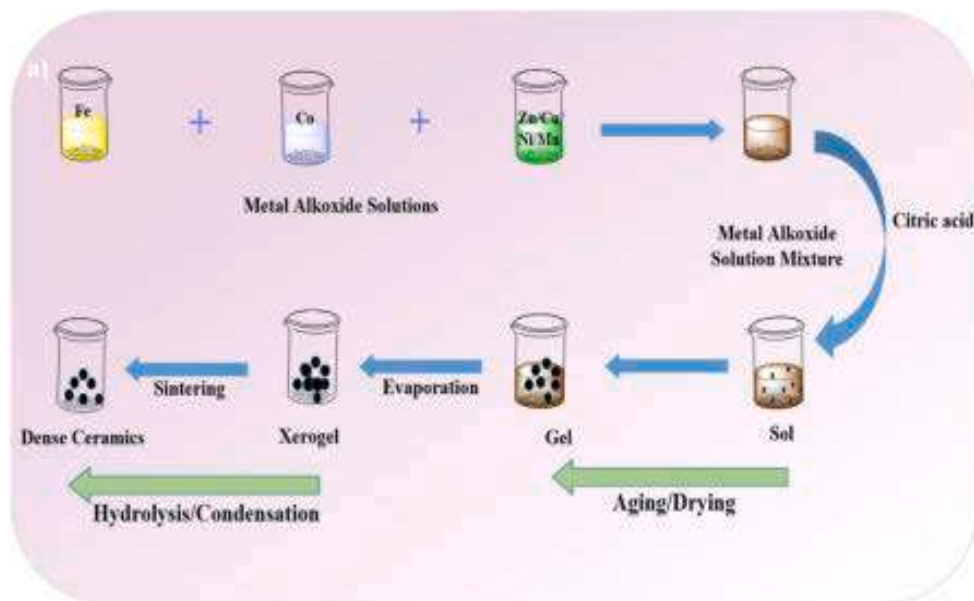 a)
Fe
+
Co
+
Zn/Cu
Ni/Mn
Metal Alkoxide Solutions
Metal Alkoxide
Solution Mixture
Citric acid
Sintering
Evaporation
Dense Ceramics
Xerogel
Gel
Sol
Hydrolysis/Condensation
Aging/Drying